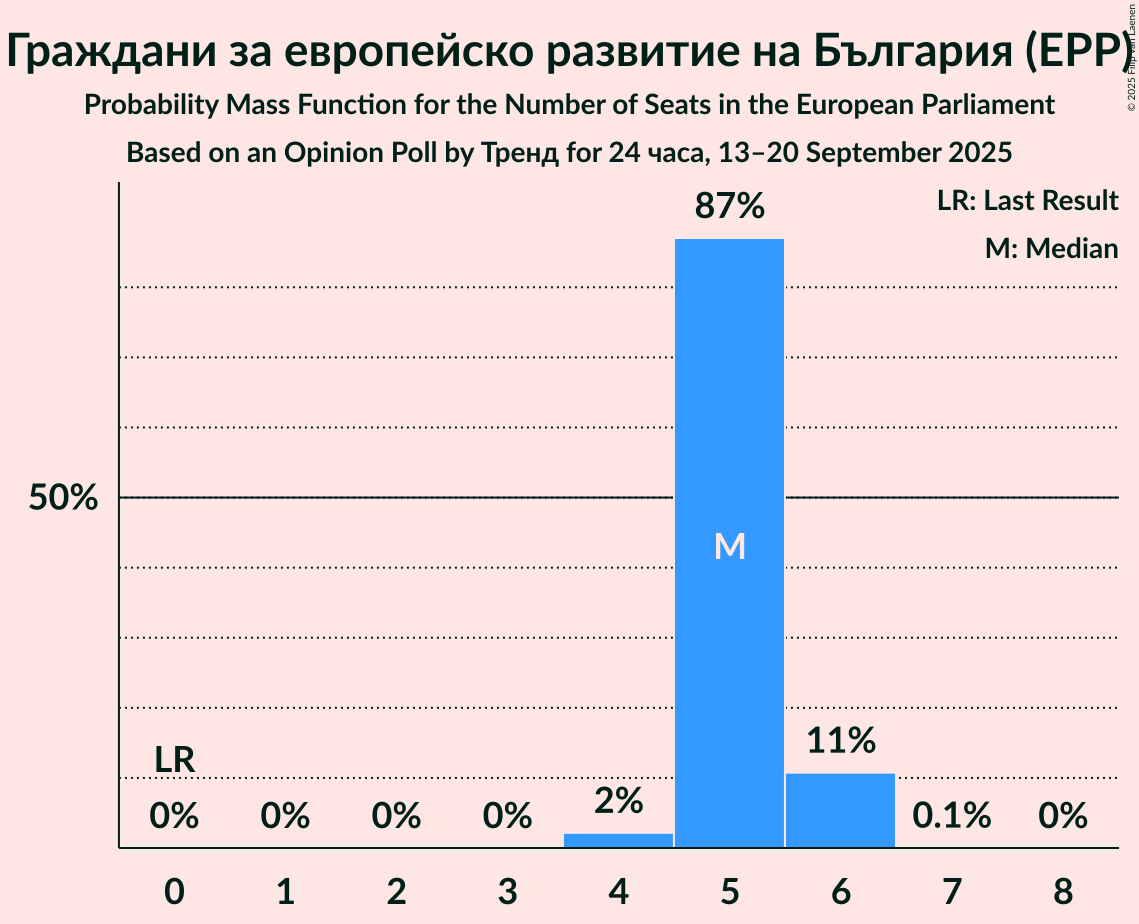 Граждани за европейско развитие на България (EPP)
Probability Mass Function for the Number of Seats in the European Parliament
Based on an Opinion Poll by Тренд for 24 часа, 13–20 September 2025
© 2025 Filip van Laenen
LR: Last Result
M: Median
87%
50%
M
11%
LR
0%
0%
0%
0%
2%
0.1%
0%
0 1 2 3 4 5 6 7 8